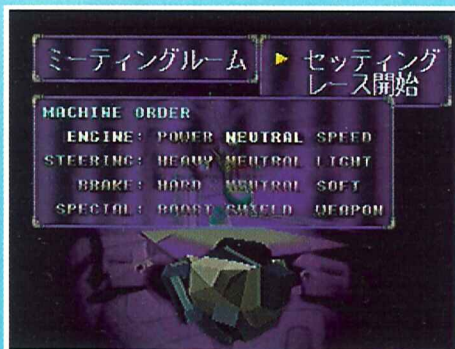 ミーティングルーム
セッティング
レース開始
MACHINE ORDER
ENGINE: POWER NEUTRAL SPEED
STEERING: HEAVY NEUTRAL LIGHT
BRAKE: HARD NEUTRAL SOFT
SPECIAL: BOOST SHIELD WEAPON